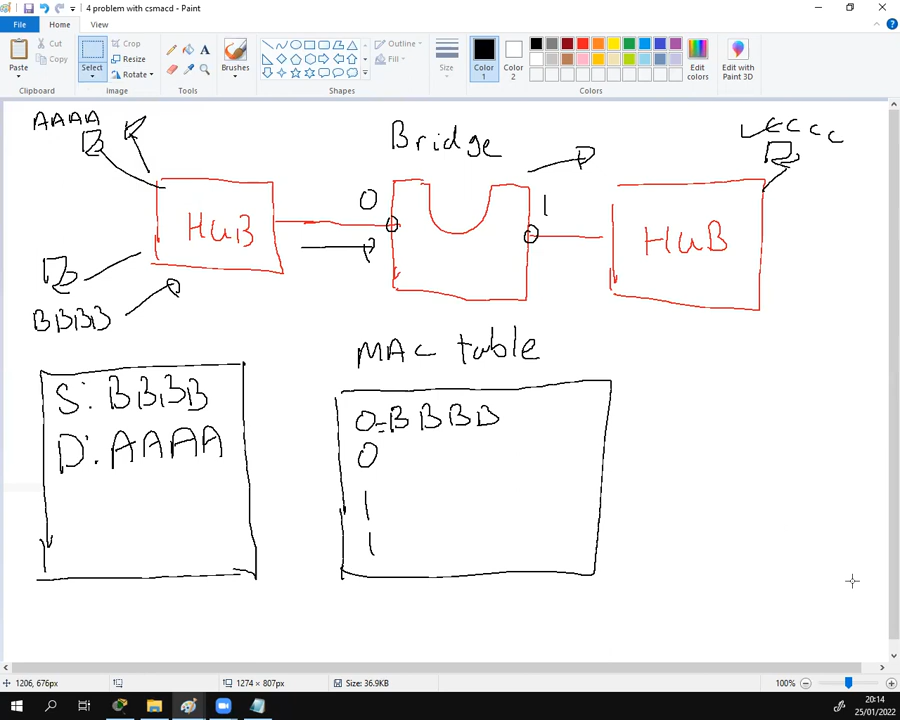 4 problem with csmacd - Paint
File Home View
Paste
Cut
Copy
Clipboard
Select
Crop
Resize
Rotate
Image
A
Tools
Brushes
Shapes
Outline
Fill
Size
Color 1
Color 2
Colors
Edit colors
Edit with Paint 3D
AAAA
Bridge
CCCC
0
1
HUB
HUB
BBBB
MAC table
S: BBBB
D: AAAA
0=BBBB
0
1
1
1206, 676px
1274 × 807px
Size: 36.9KB
100%
20:14
25/01/2022